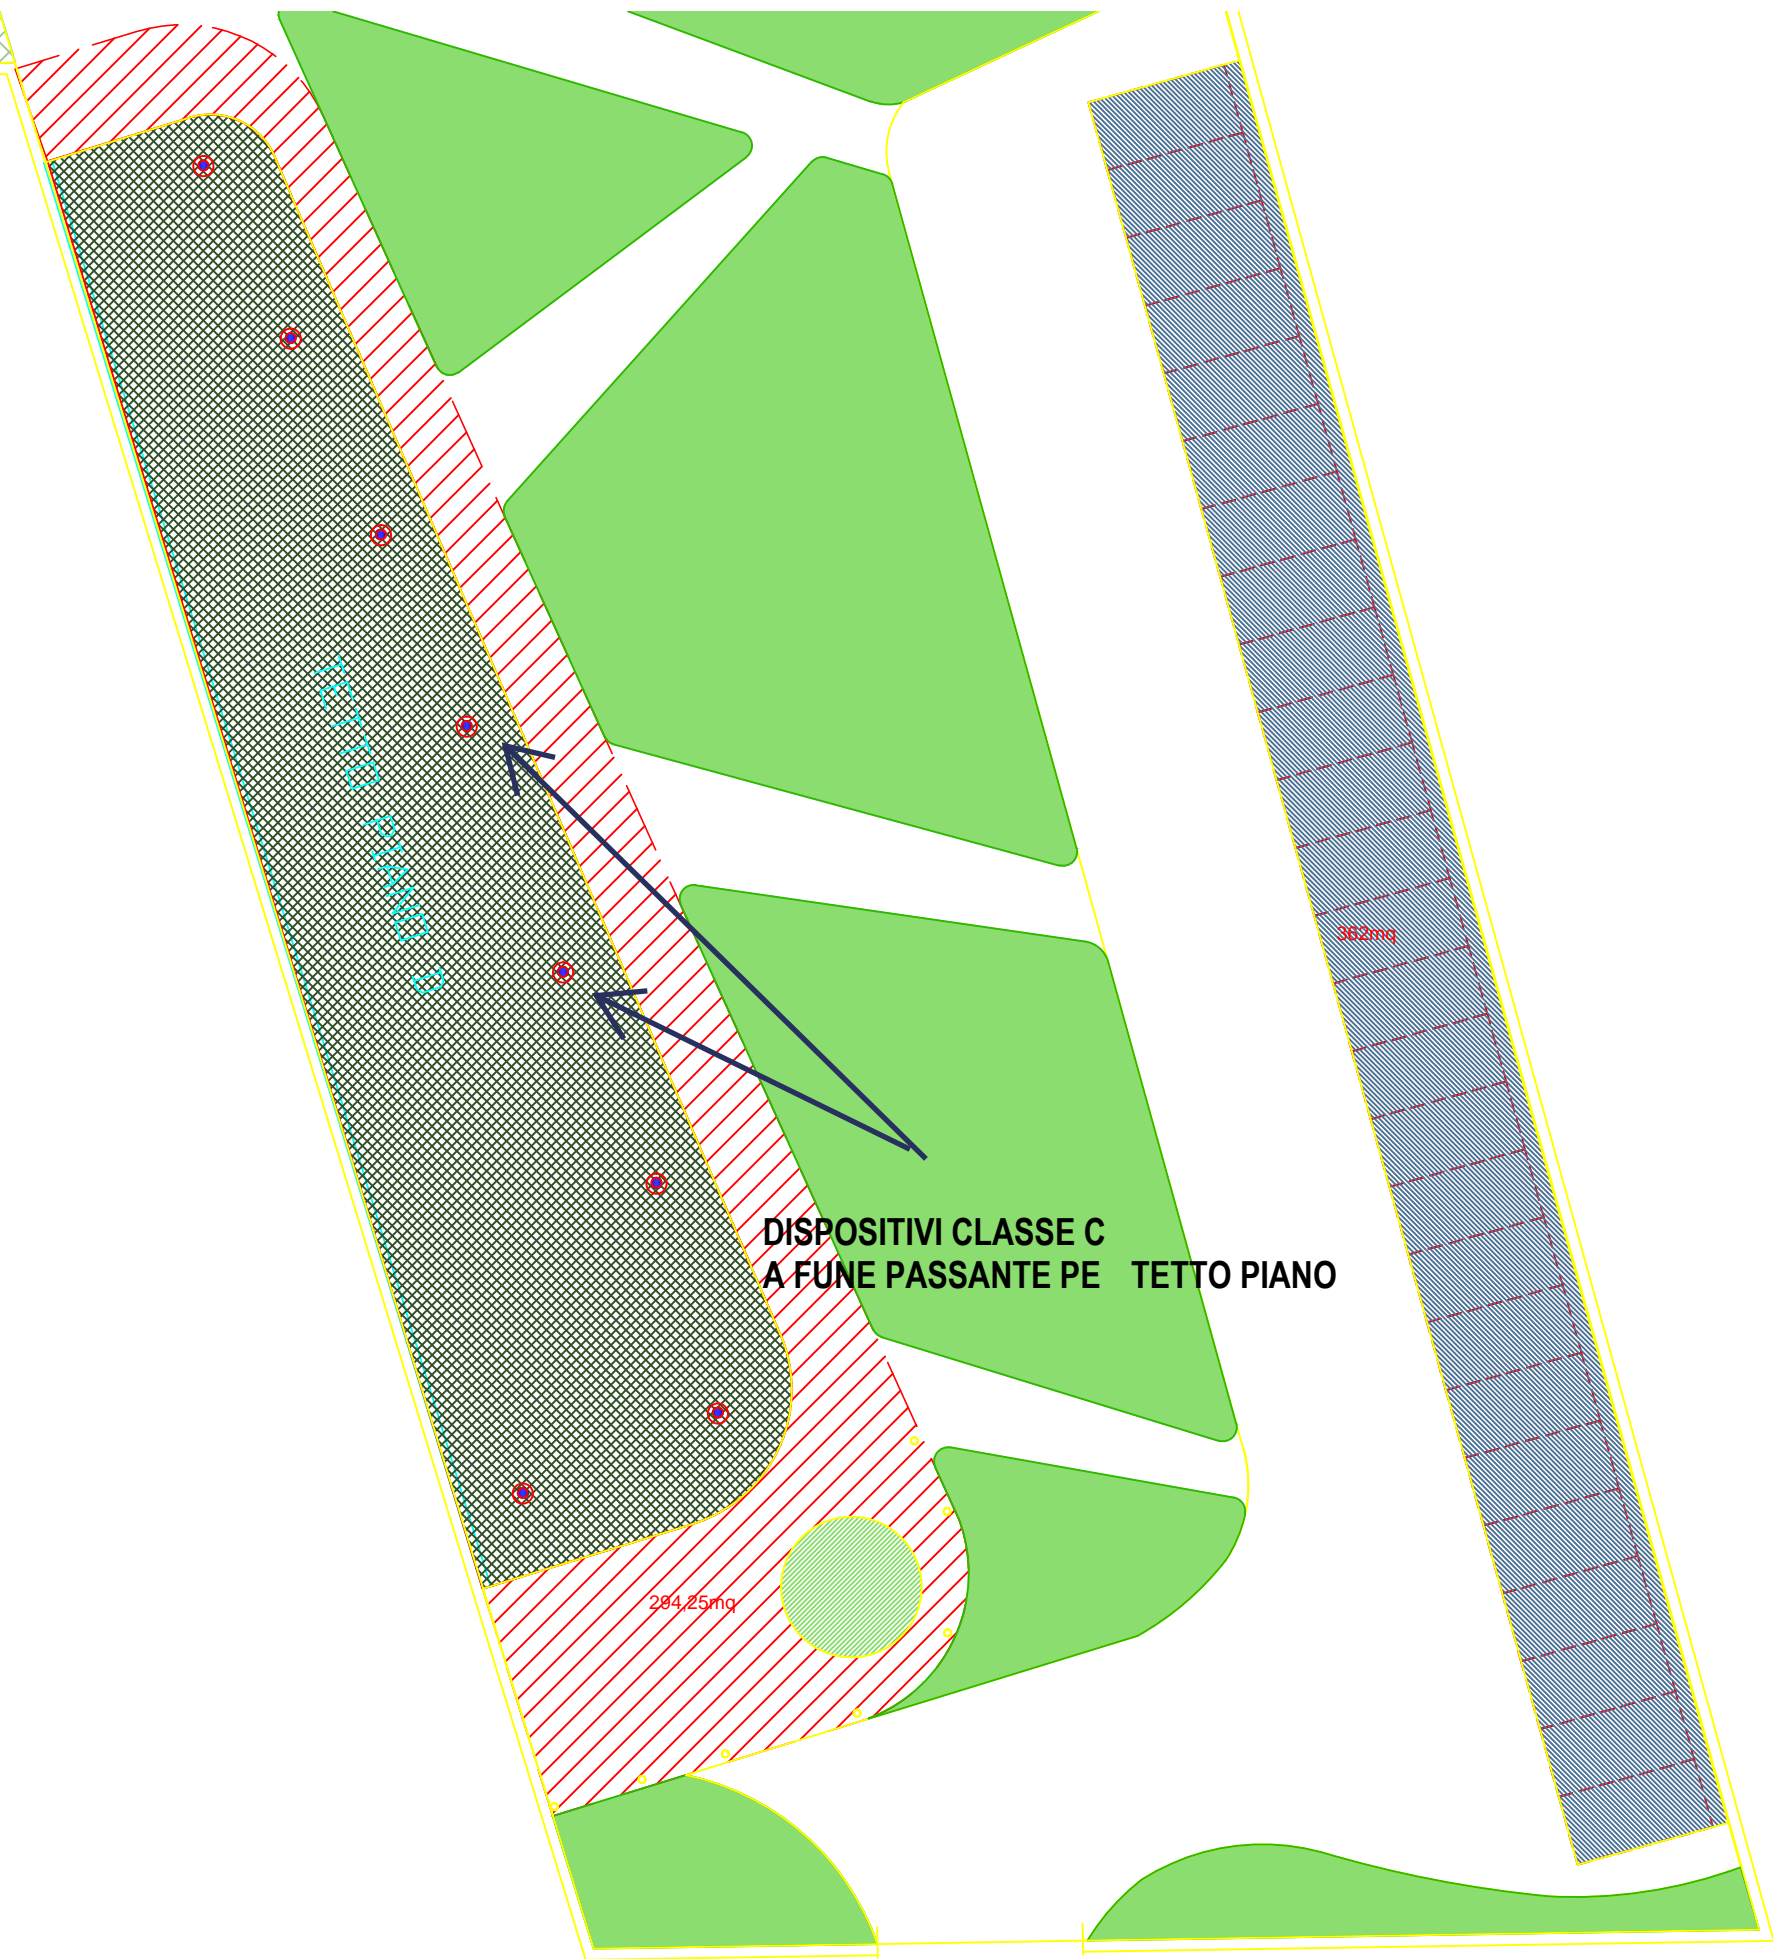 TETTO PIANO D
362mq
DISPOSITIVI CLASSE C
A FUNE PASSANTE PE TETTO PIANO
294,25mq